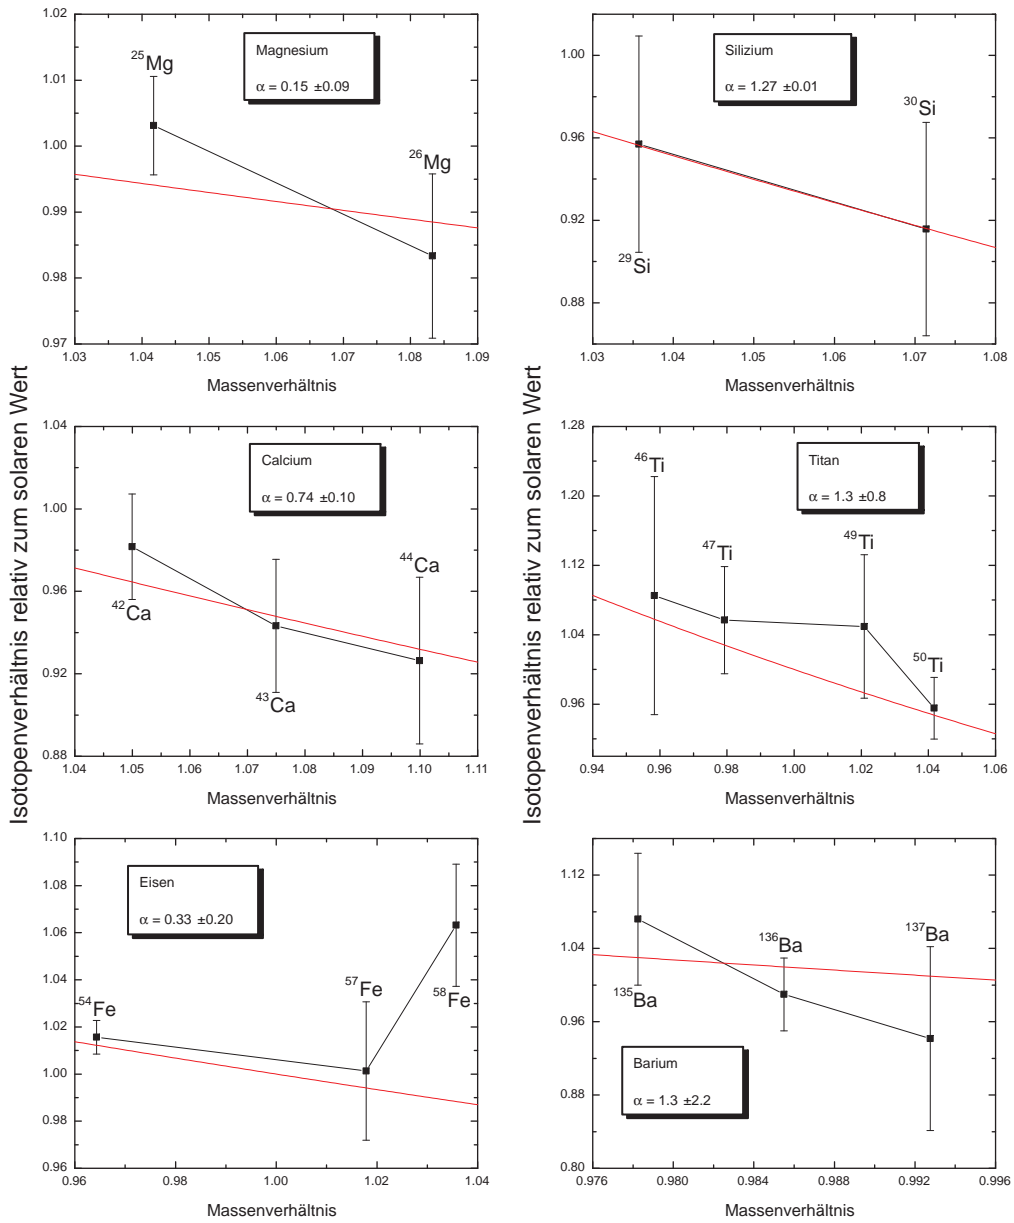 Isotopenverhältnis relativ zum solaren Wert
1.02
1.01
1.00
0.99
0.98
0.97
25Mg
26Mg
Magnesium
α = 0.15 ±0.09
1.03 1.04 1.05 1.06 1.07 1.08 1.09
Massenverhältnis
Isotopenverhältnis relativ zum solaren Wert
1.00
0.96
0.92
0.88
29Si
30Si
Silizium
α = 1.27 ±0.01
1.03 1.04 1.05 1.06 1.07 1.08
Massenverhältnis
1.04
1.00
0.96
0.92
0.88
42Ca
43Ca
44Ca
Calcium
α = 0.74 ±0.10
1.04 1.05 1.06 1.07 1.08 1.09 1.10 1.11
Massenverhältnis
1.28
1.20
1.12
1.04
0.96
46Ti
47Ti
49Ti
50Ti
Titan
α = 1.3 ±0.8
0.94 0.96 0.98 1.00 1.02 1.04 1.06
Massenverhältnis
1.10
1.08
1.06
1.04
1.02
1.00
0.98
0.96
54Fe
57Fe
58Fe
Eisen
α = 0.33 ±0.20
0.96 0.98 1.00 1.02 1.04
Massenverhältnis
1.12
1.04
0.96
0.88
0.80
135Ba
136Ba
137Ba
Barium
α = 1.3 ±2.2
0.976 0.980 0.984 0.988 0.992 0.996
Massenverhältnis